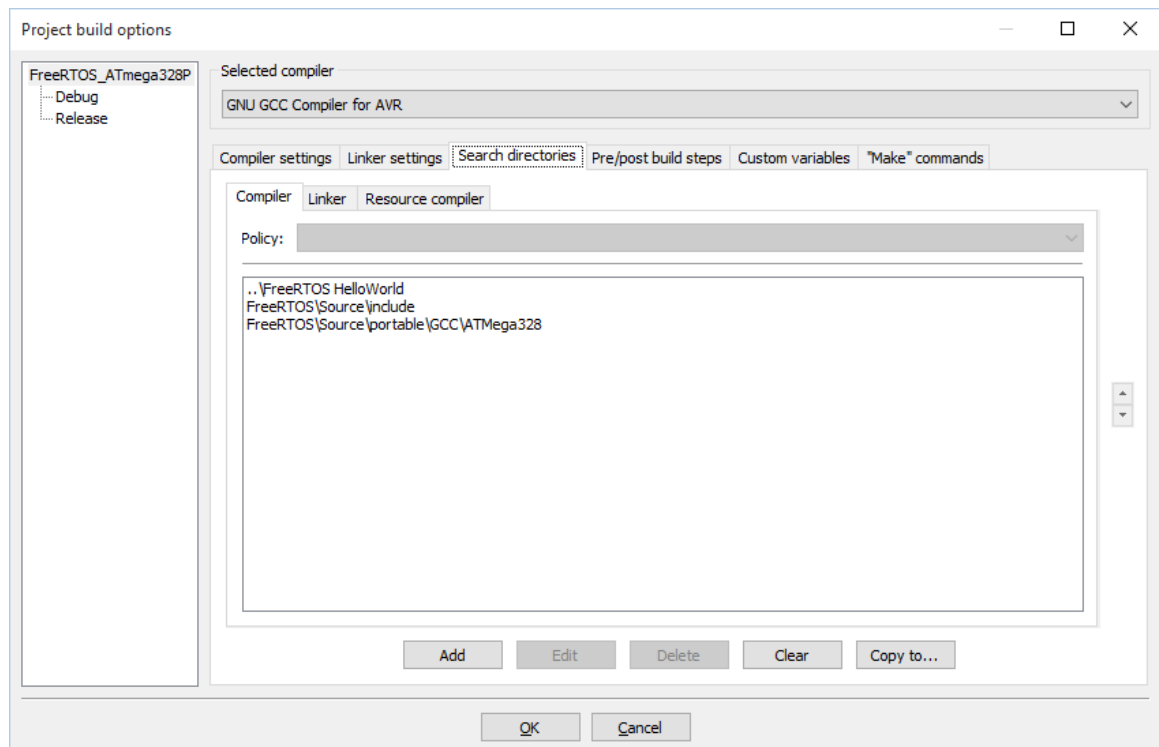 Project build options
FreeRTOS_ATmega328P
Debug
Release
Selected compiler
GNU GCC Compiler for AVR
Compiler settings Linker settings Search directories Pre/post build steps Custom variables "Make" commands
Compiler Linker Resource compiler
Policy:
..\FreeRTOS HelloWorld
FreeRTOS\Source\include
FreeRTOS\Source\portable\GCC\ATMega328
Add Edit Delete Clear Copy to...
OK Cancel